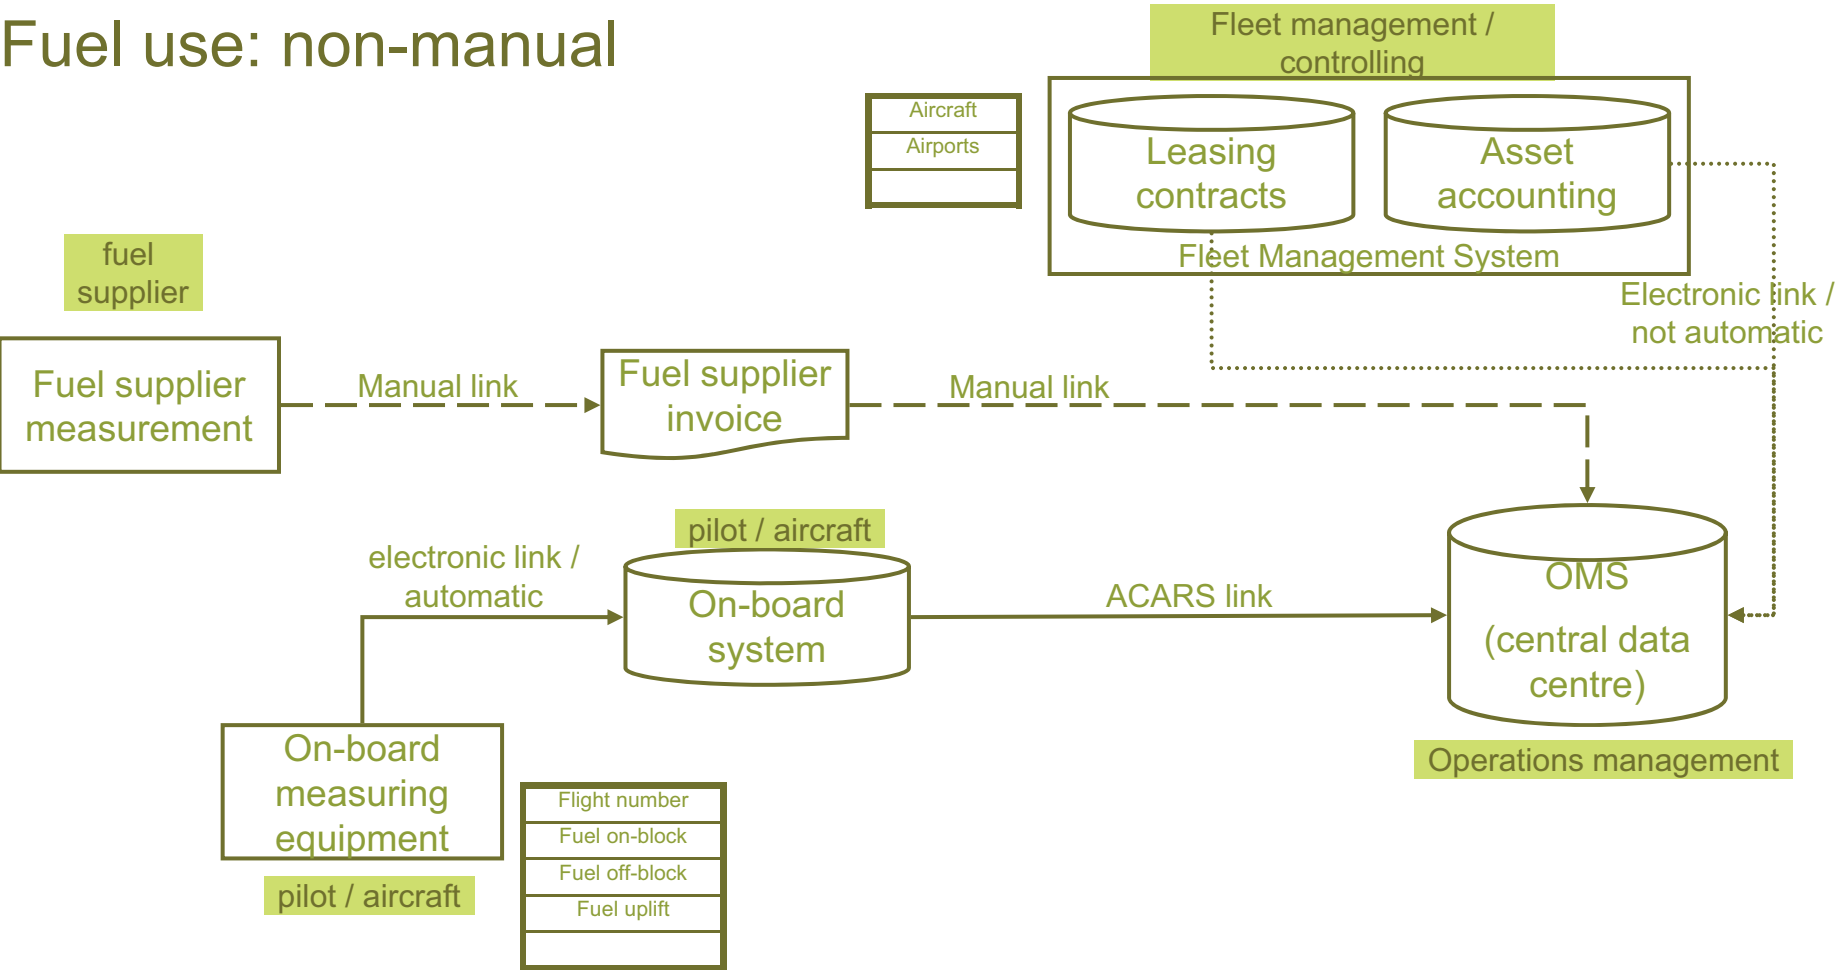 Fuel use: non-manual
Fleet management /
controlling
Aircraft
Airports
Leasing
contracts
Asset
accounting
Fleet Management System
fuel
supplier
Electronic link /
not automatic
Fuel supplier
measurement
Manual link
Fuel supplier
invoice
Manual link
pilot / aircraft
electronic link /
automatic
On-board
system
ACARS link
OMS
(central data
centre)
On-board
measuring
equipment
Operations management
pilot / aircraft
Flight number
Fuel on-block
Fuel off-block
Fuel uplift